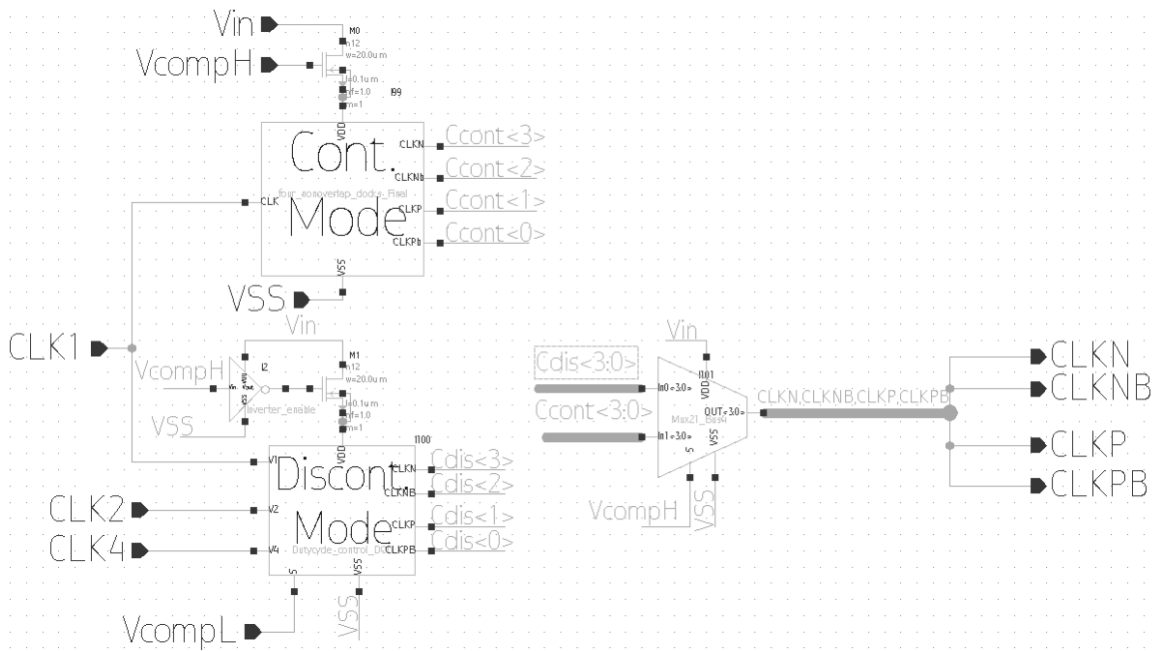 Vin
M0
n12
w=20.0um
VcompH
l=0.1um
nf=1.0
m=1
I99
VDD
Cont.
Mode
four_nonoverlap_clocks_Final
CLK
CLKN
CLKNb
CLKP
CLKPb
VSS
Ccont<3>
Ccont<2>
Ccont<1>
Ccont<0>
VSS
CLK1
Vin
M1
n12
w=20.0um
l=0.1um
nf=1.0
m=1
VcompH
I2
Inverter_enable
VSS
I100
VDD
Discont.
Mode
V1
V2
V4
S
VSS
CLKN
CLKNB
CLKP
CLKPB
Cdis<3>
Cdis<2>
Cdis<1>
Cdis<0>
CLK2
CLK4
VcompL
VSS
Vin
Cdis<3:0>
Ccont<3:0>
I101
VDD
In0<3:0>
In1<3:0>
OUT<3:0>
S
VSS
VcompH
VSS
CLKN,CLKNB,CLKP,CLKPB
CLKN
CLKNB
CLKP
CLKPB